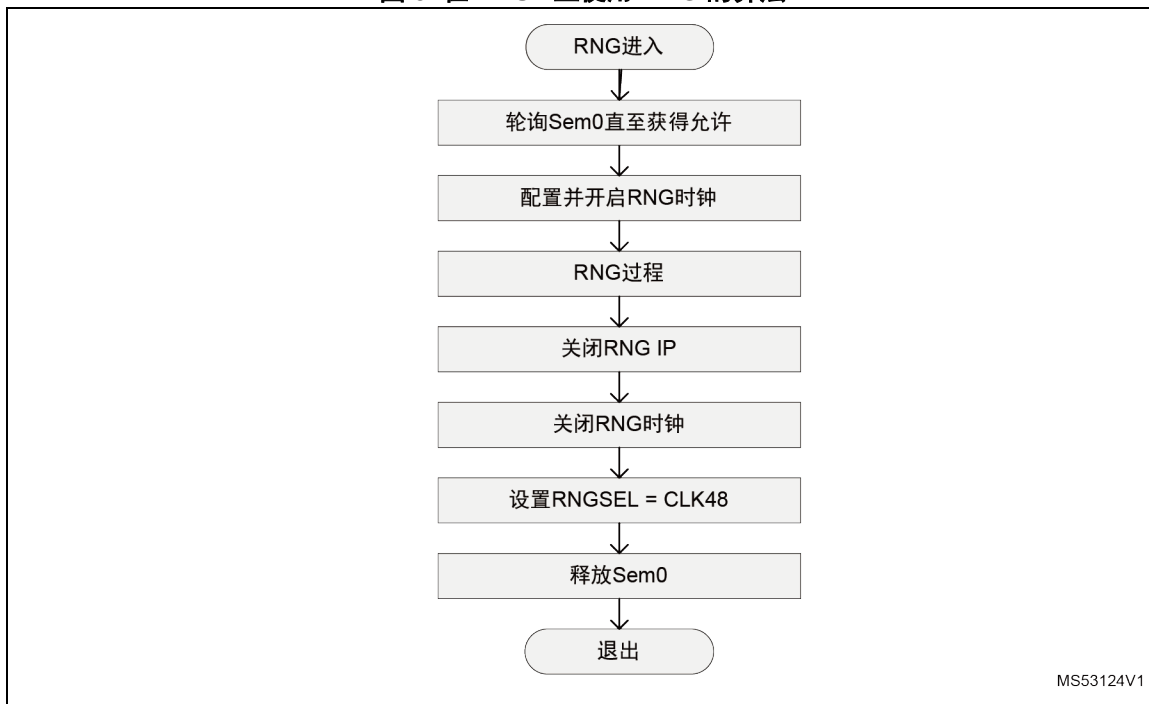 RNG进入
轮询Sem0直至获得允许
配置并开启RNG时钟
RNG过程
关闭RNG IP
关闭RNG时钟
设置RNGSEL = CLK48
释放Sem0
退出
MS53124V1